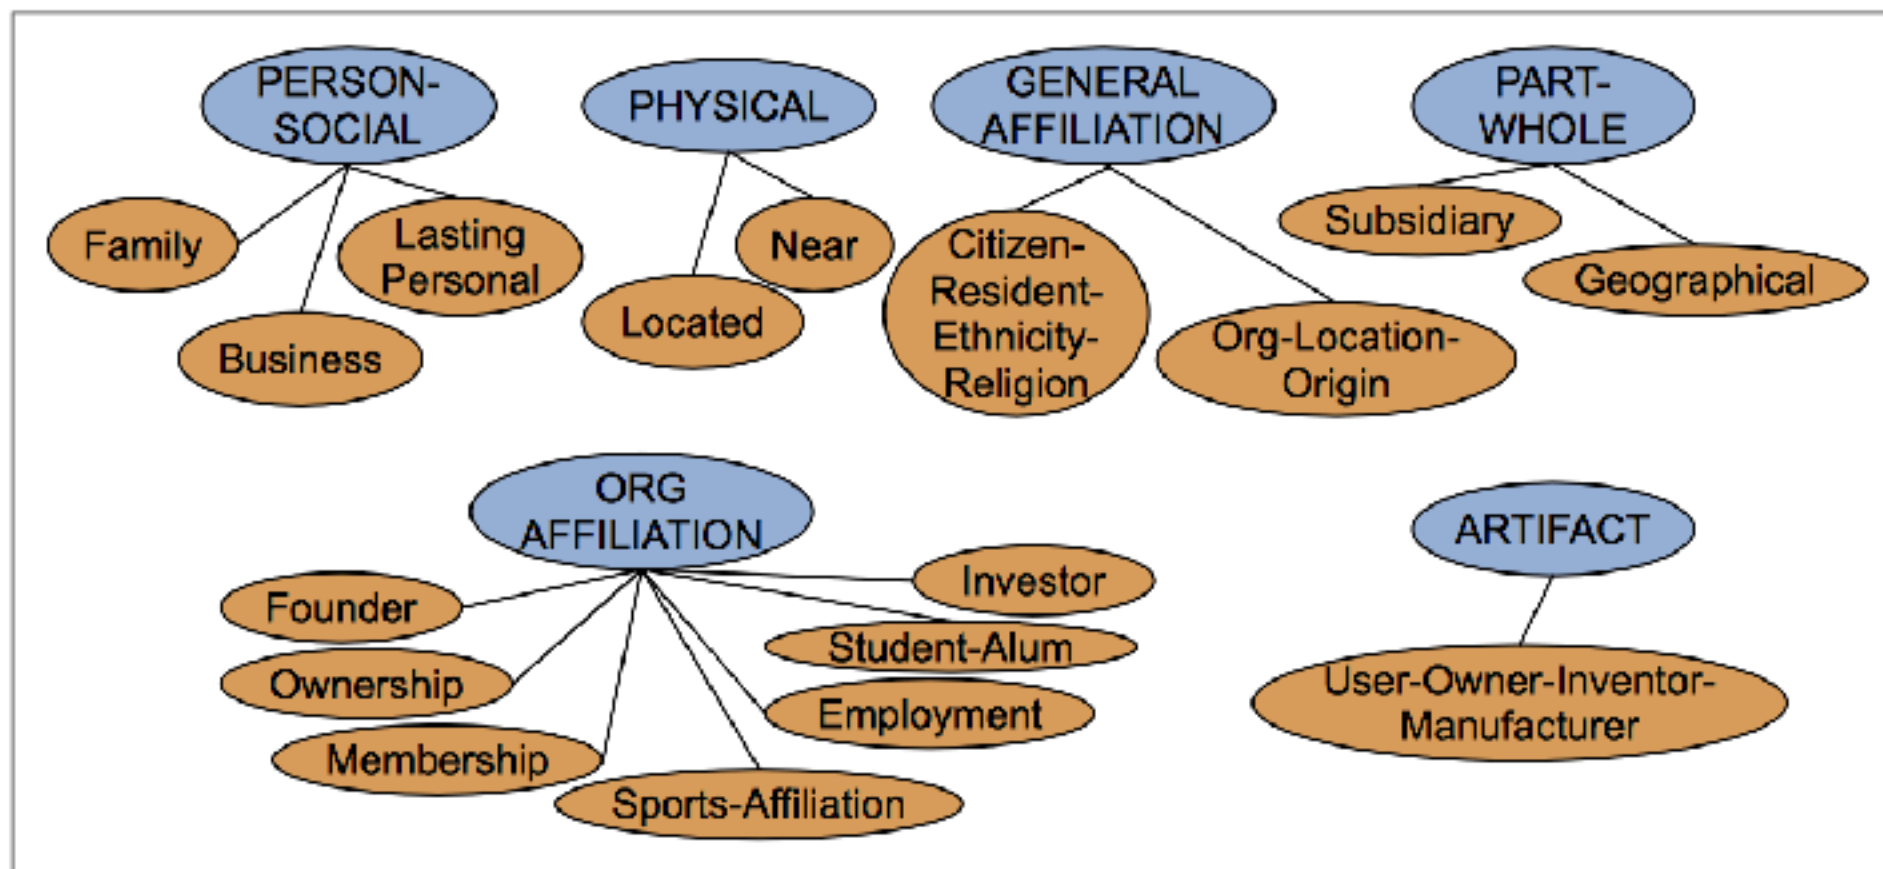 PERSON-
SOCIAL
PHYSICAL
GENERAL
AFFILIATION
PART-
WHOLE
Family
Lasting
Personal
Business
Near
Located
Citizen-
Resident-
Ethnicity-
Religion
Org-Location-
Origin
Subsidiary
Geographical
ORG
AFFILIATION
Founder
Ownership
Membership
Sports-Affiliation
Employment
Student-Alum
Investor
ARTIFACT
User-Owner-Inventor-
Manufacturer